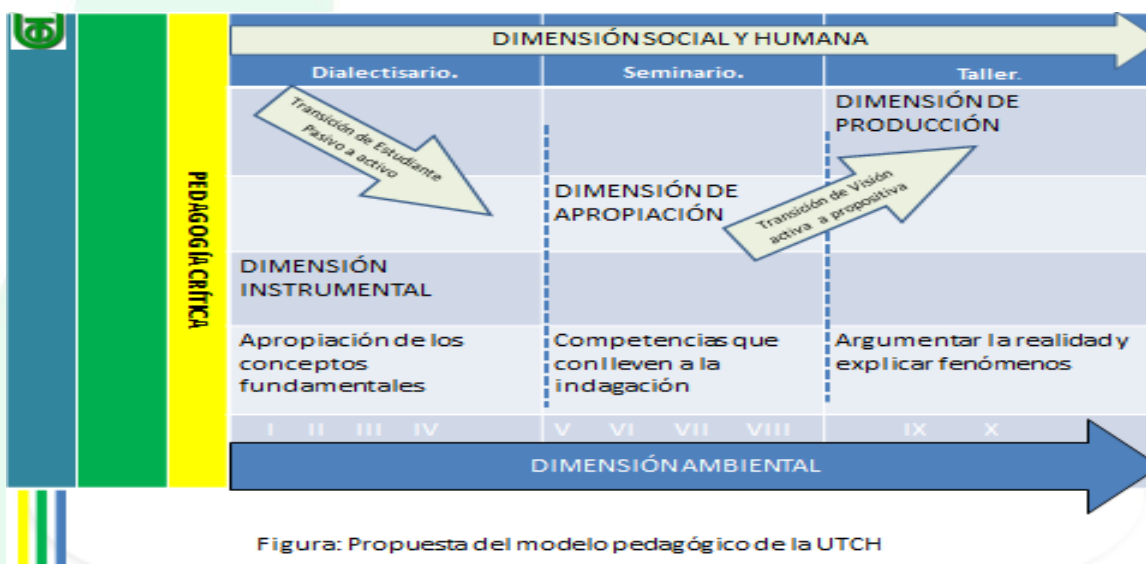 DIMENSIÓN SOCIAL Y HUMANA
Dialectisario.
Seminario.
Taller.
Transición de Estudiante
Pasivo a activo
DIMENSIÓN DE
PRODUCCIÓN
PEDAGOGÍA CRÍTICA
DIMENSIÓN DE
APROPIACIÓN
Transición de Visión
activa a propositiva
DIMENSIÓN
INSTRUMENTAL
Apropiación de los
conceptos
fundamentales
Competencias que
conlleven a la
indagación
Argumentar la realidad y
explicar fenómenos
I II III IV V VI VII VIII IX X
DIMENSIÓN AMBIENTAL
Figura: Propuesta del modelo pedagógico de la UTCH